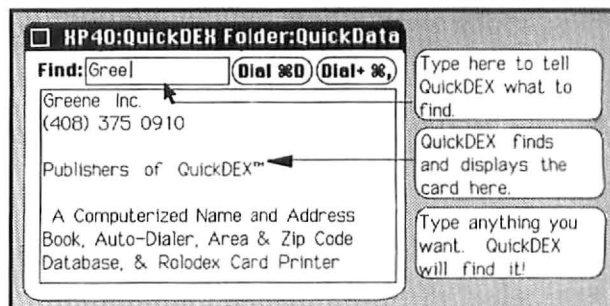 XP40:QuickDEX Folder:QuickData
Find: Greel
Dial ⌘D
Dial+ ⌘,
Greene Inc.
(408) 375 0910
Publishers of QuickDEX™
A Computerized Name and Address
Book, Auto-Dialer, Area & Zip Code
Database, & Rolodex Card Printer
Type here to tell
QuickDEX what to
find.
QuickDEX finds
and displays the
card here.
Type anything you
want. QuickDEX
will find it!